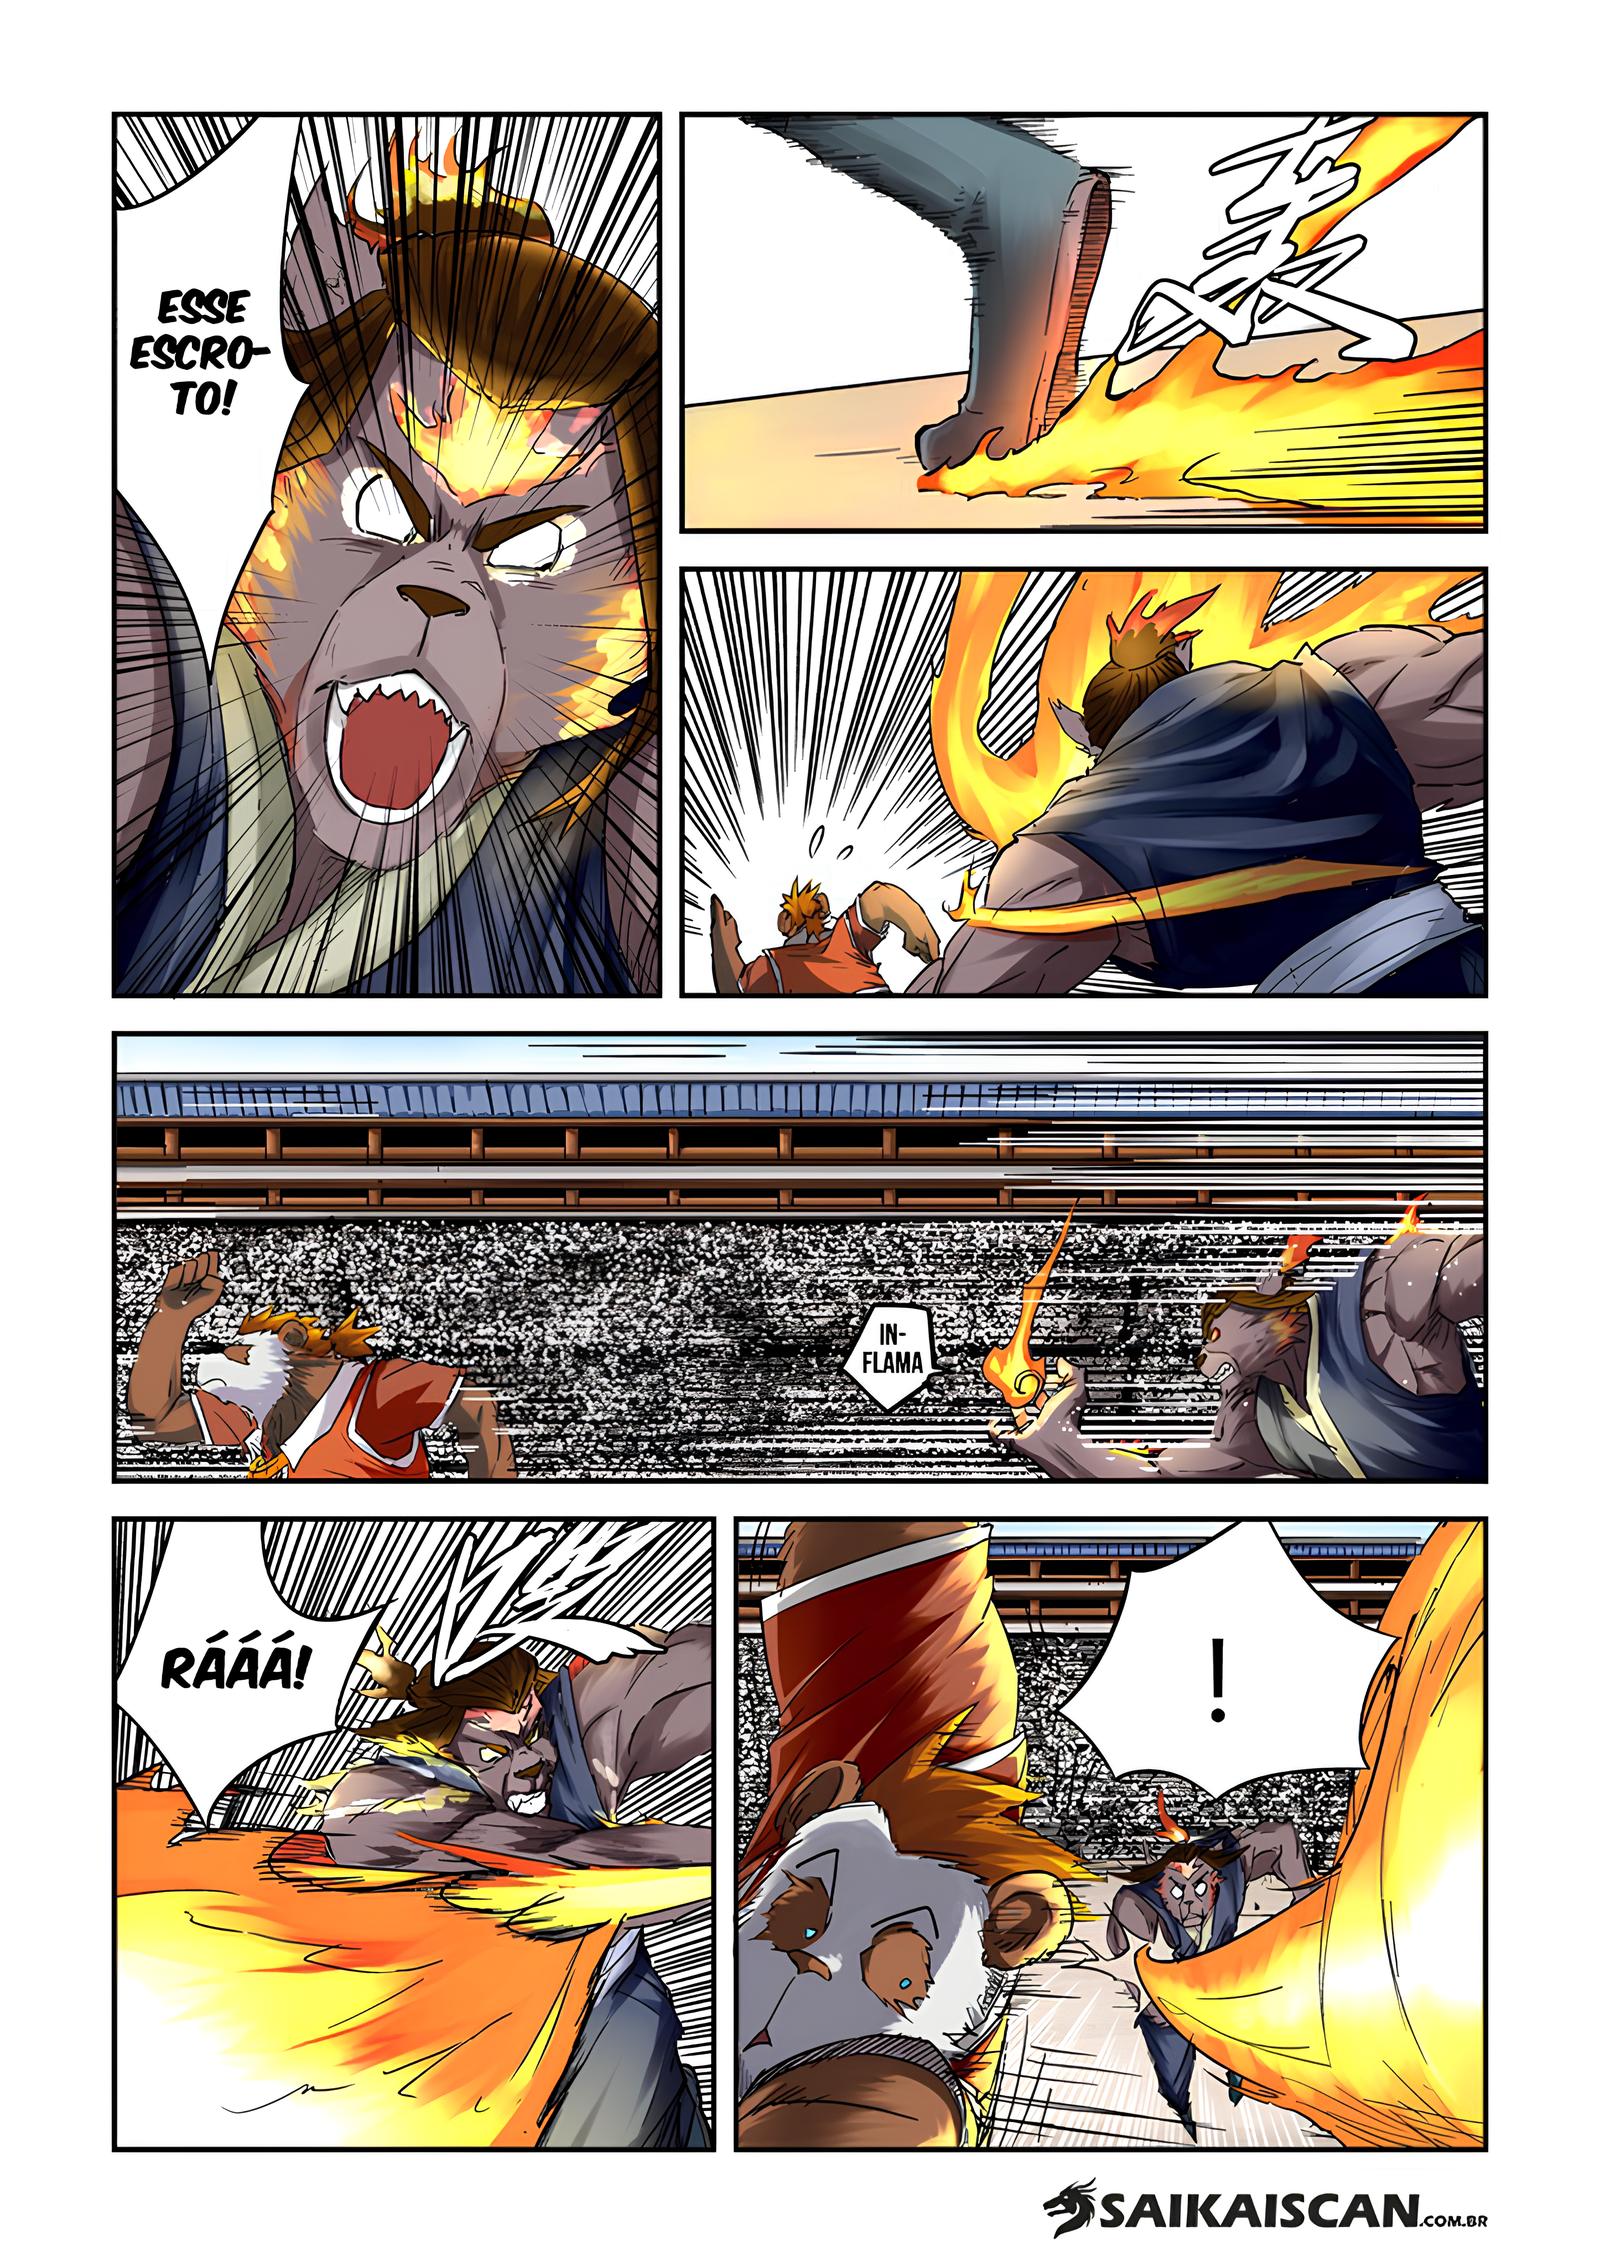 ESSE
ESCRO-
TO!
IN-
FLAMA
RÁÁÁ!
!
SAIKAISCAN.COM.BR